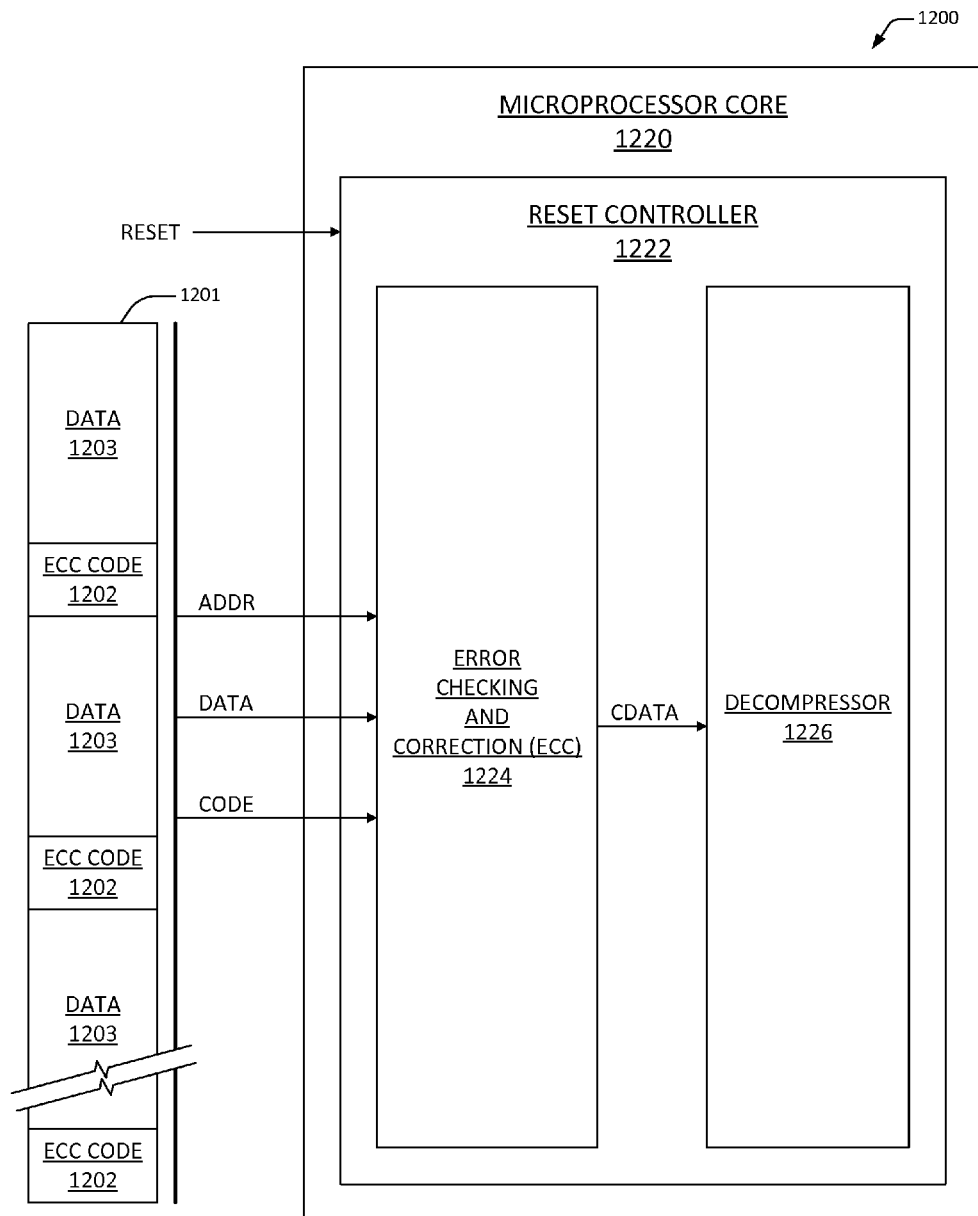 1200
MICROPROCESSOR CORE
1220
RESET CONTROLLER
1222
RESET
1201
DATA
1203
ECC CODE
1202
ADDR
DATA
1203
DATA
CODE
ERROR
CHECKING
AND
CORRECTION (ECC)
1224
CDATA
DECOMPRESSOR
1226
ECC CODE
1202
DATA
1203
ECC CODE
1202